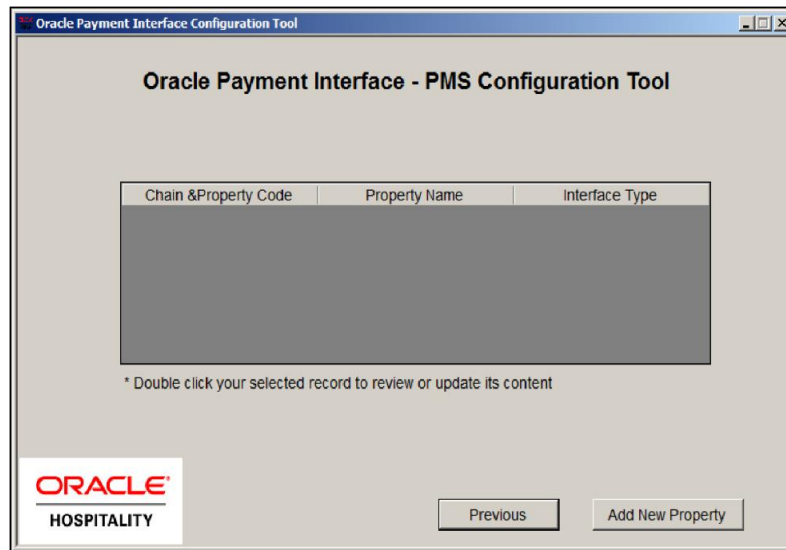 Oracle Payment Interface Configuration Tool
Oracle Payment Interface - PMS Configuration Tool
Chain &Property Code Property Name Interface Type
* Double click your selected record to review or update its content
ORACLE
HOSPITALITY
Previous Add New Property